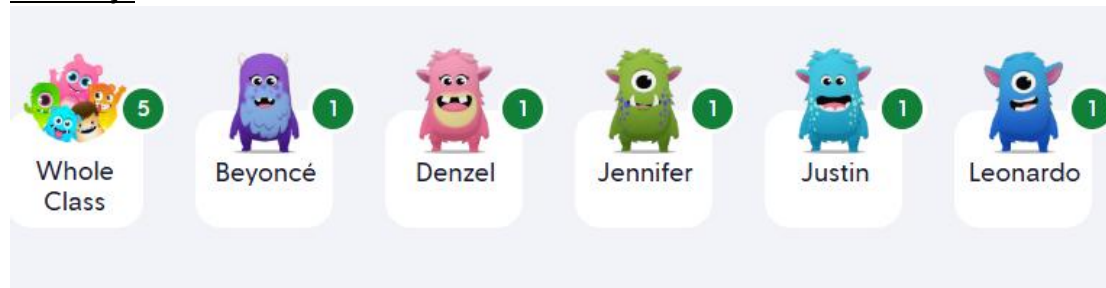 5
1
1
1
1
1
Whole
Class
Beyoncé
Denzel
Jennifer
Justin
Leonardo